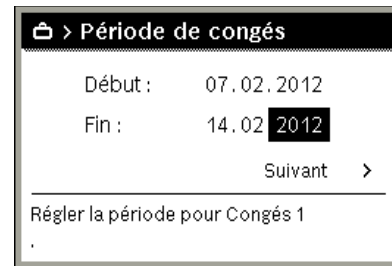 > Période de congés
Début : 07.02.2012
Fin : 14.02 2012
Suivant >
Régler la période pour Congés 1
.